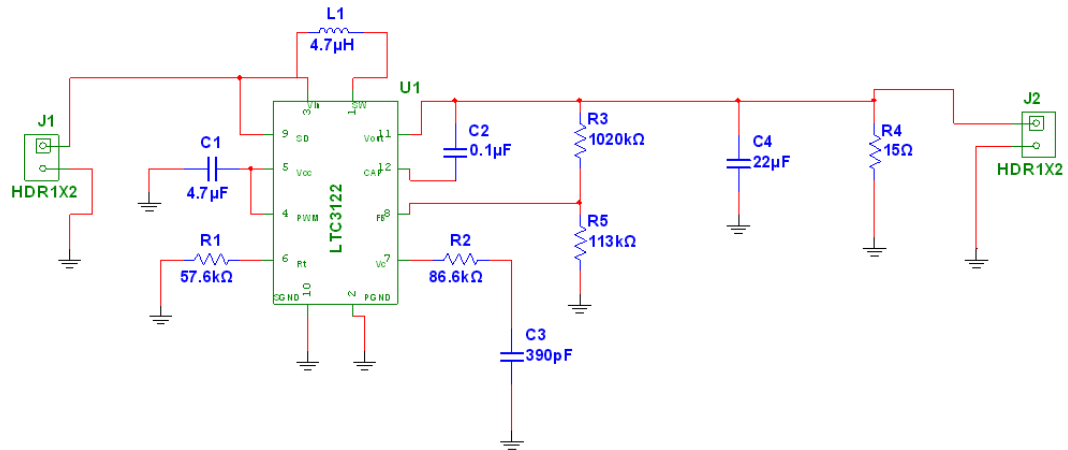 L1
4.7µH
U1
J1
HDR1X2
C1
4.7µF
R1
57.6kΩ
3
Vin
1
SW
9
SD
5
Vcc
4
PWM
6
Rt
SGND
10
2
PGND
LTC3122
11
Vout
12
CAP
8
FB
7
Vc
C2
0.1µF
R2
86.6kΩ
C3
390pF
R3
1020kΩ
R5
113kΩ
C4
22µF
R4
15Ω
J2
HDR1X2